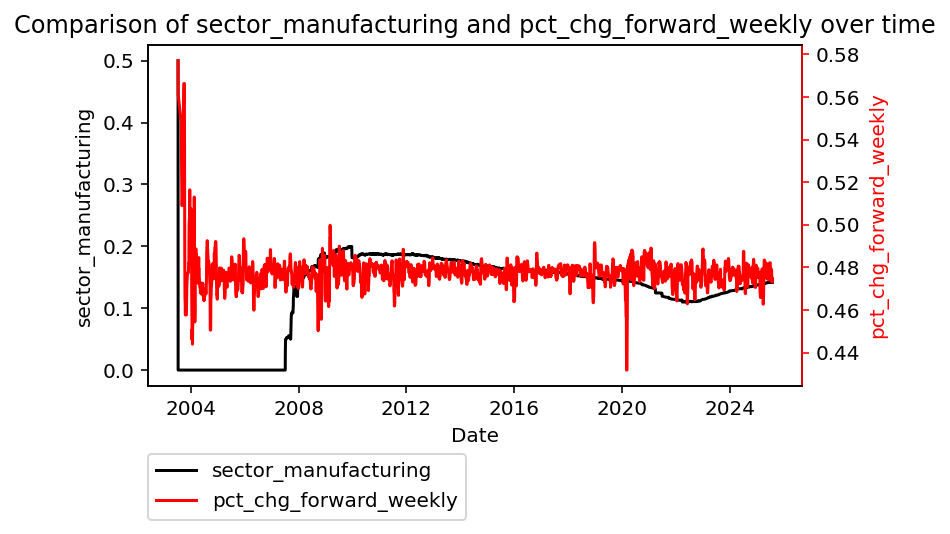 Comparison of sector_manufacturing and pct_chg_forward_weekly over time
sector_manufacturing
0.5
0.4
0.3
0.2
0.1
0.0
0.58
0.56
0.54
0.52
0.50
0.48
0.46
0.44
pct_chg_forward_weekly
2004 2008 2012 2016 2020 2024
Date
sector_manufacturing
pct_chg_forward_weekly